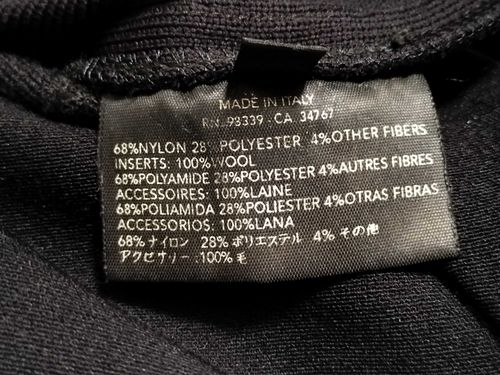 MADE IN ITALY
RN 93339 · CA 34767
68%NYLON 28% POLYESTER 4%OTHER FIBERS
INSERTS: 100%WOOL
68%POLYAMIDE 28%POLYESTER 4%AUTRES FIBRES
ACCESSOIRES: 100%LAINE
68%POLIAMIDA 28%POLIESTER 4%OTRAS FIBRAS
ACCESORIOS: 100%LANA
68% ナイロン 28% ポリエステル 4% その他
アクセサリー:100% 毛